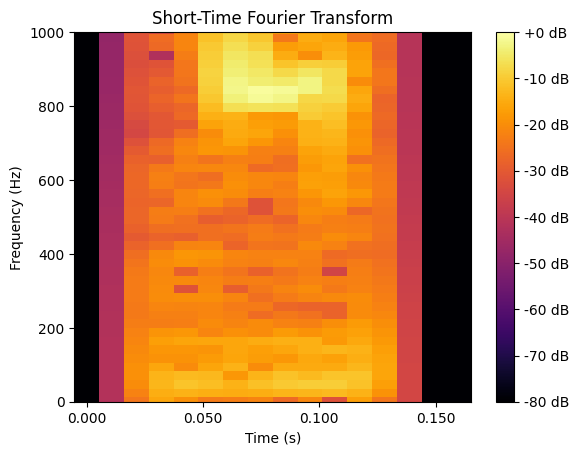 Short-Time Fourier Transform
Frequency (Hz)
1000
800
600
400
200
0
0.000
0.050
0.100
0.150
Time (s)
+0 dB
-10 dB
-20 dB
-30 dB
-40 dB
-50 dB
-60 dB
-70 dB
-80 dB